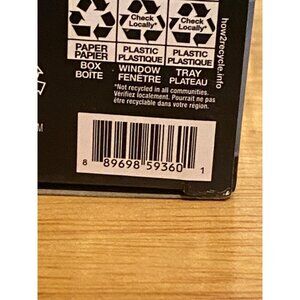 Check Locally* Check Locally*
PAPER PLASTIC PLASTIC
PAPIER PLASTIQUE PLASTIQUE
BOX WINDOW TRAY
BOÎTE FENÊTRE PLATEAU
*Not recycled in all communities.
Vérifiez localement. Pourrait ne pas
être recyclable dans votre région.
how2recycle.info
M
8 89698 59360 1